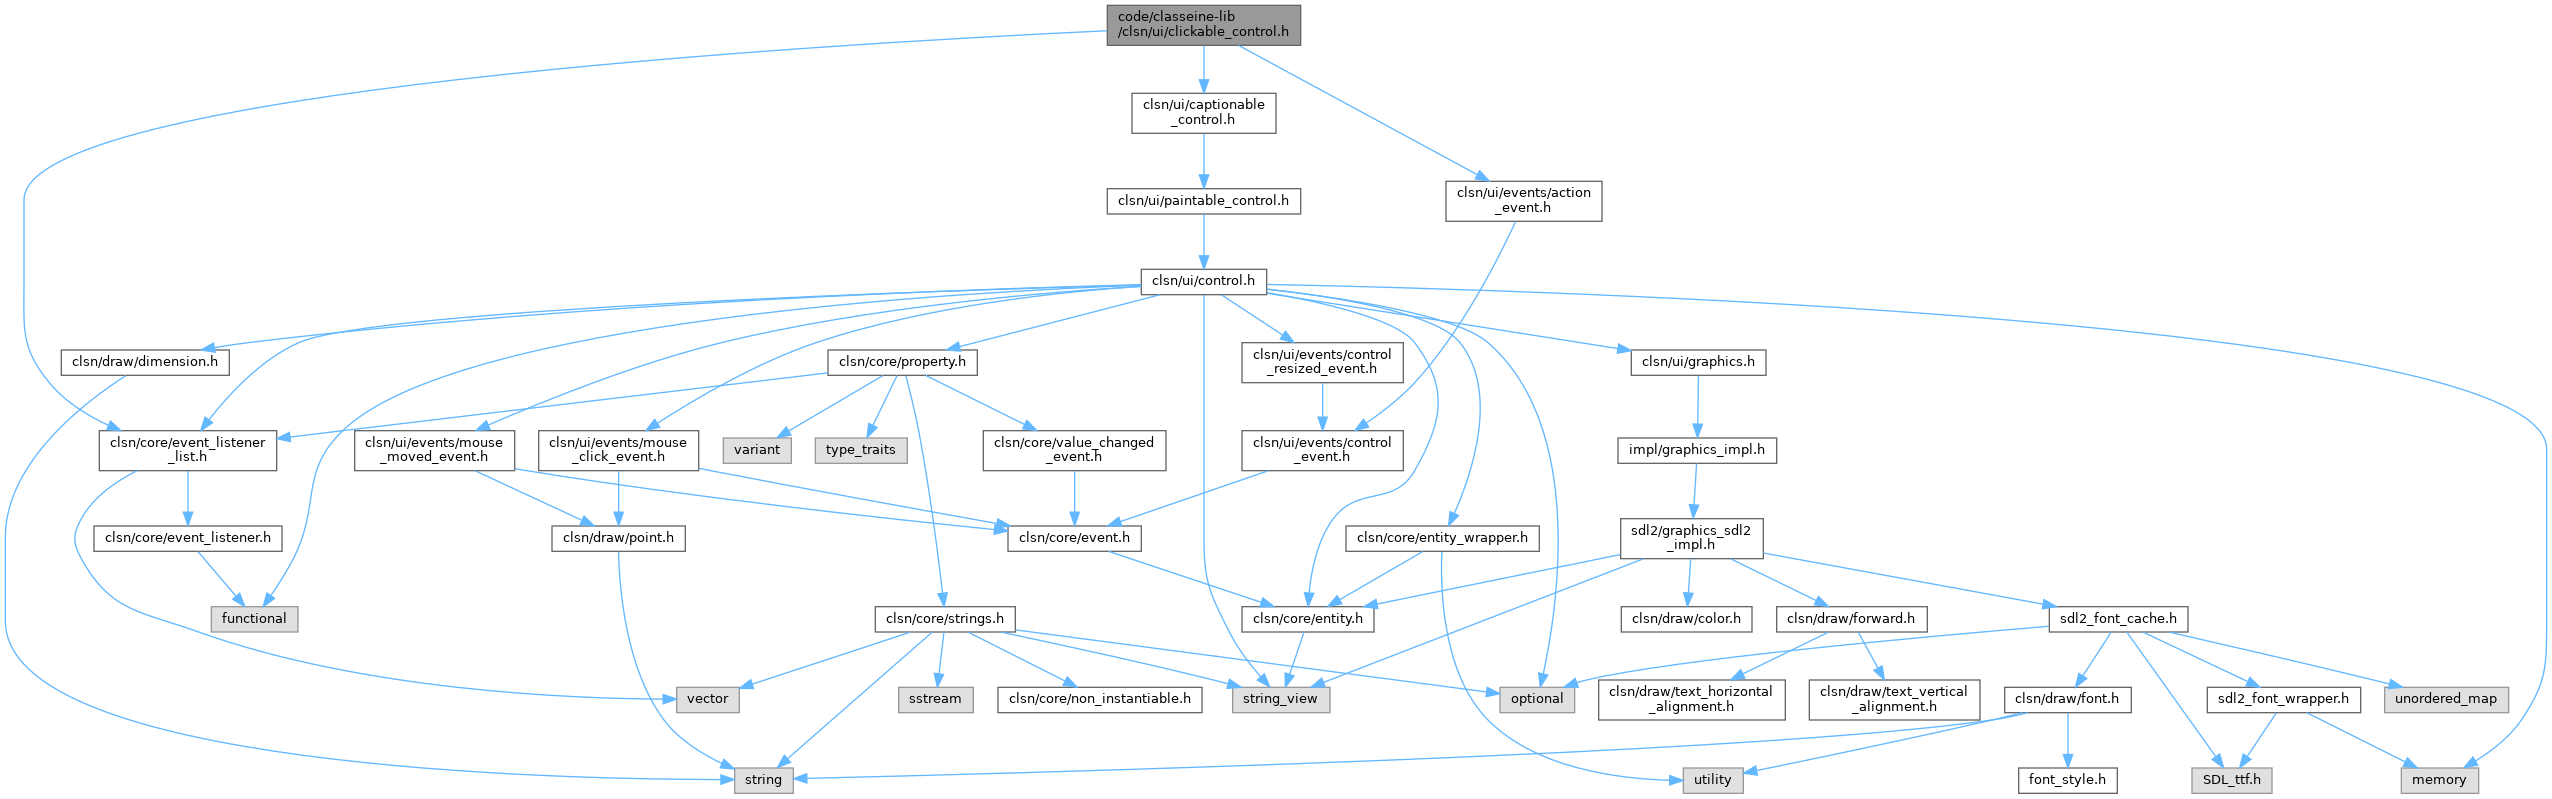 code/classeine-lib
/clsn/ui/clickable_control.h
clsn/ui/captionable
_control.h
clsn/ui/events/action
_event.h
clsn/ui/paintable_control.h
clsn/ui/control.h
clsn/draw/dimension.h
clsn/core/property.h
clsn/ui/events/control
_resized_event.h
clsn/ui/graphics.h
clsn/core/event_listener
_list.h
clsn/ui/events/mouse
_moved_event.h
clsn/ui/events/mouse
_click_event.h
variant
type_traits
clsn/core/value_changed
_event.h
clsn/ui/events/control
_event.h
impl/graphics_impl.h
clsn/core/event_listener.h
clsn/draw/point.h
clsn/core/event.h
clsn/core/entity_wrapper.h
sdl2/graphics_sdl2
_impl.h
functional
clsn/core/strings.h
clsn/core/entity.h
clsn/draw/color.h
clsn/draw/forward.h
sdl2_font_cache.h
vector
sstream
clsn/core/non_instantiable.h
string_view
optional
clsn/draw/text_horizontal
_alignment.h
clsn/draw/text_vertical
_alignment.h
clsn/draw/font.h
sdl2_font_wrapper.h
unordered_map
string
utility
font_style.h
SDL_ttf.h
memory